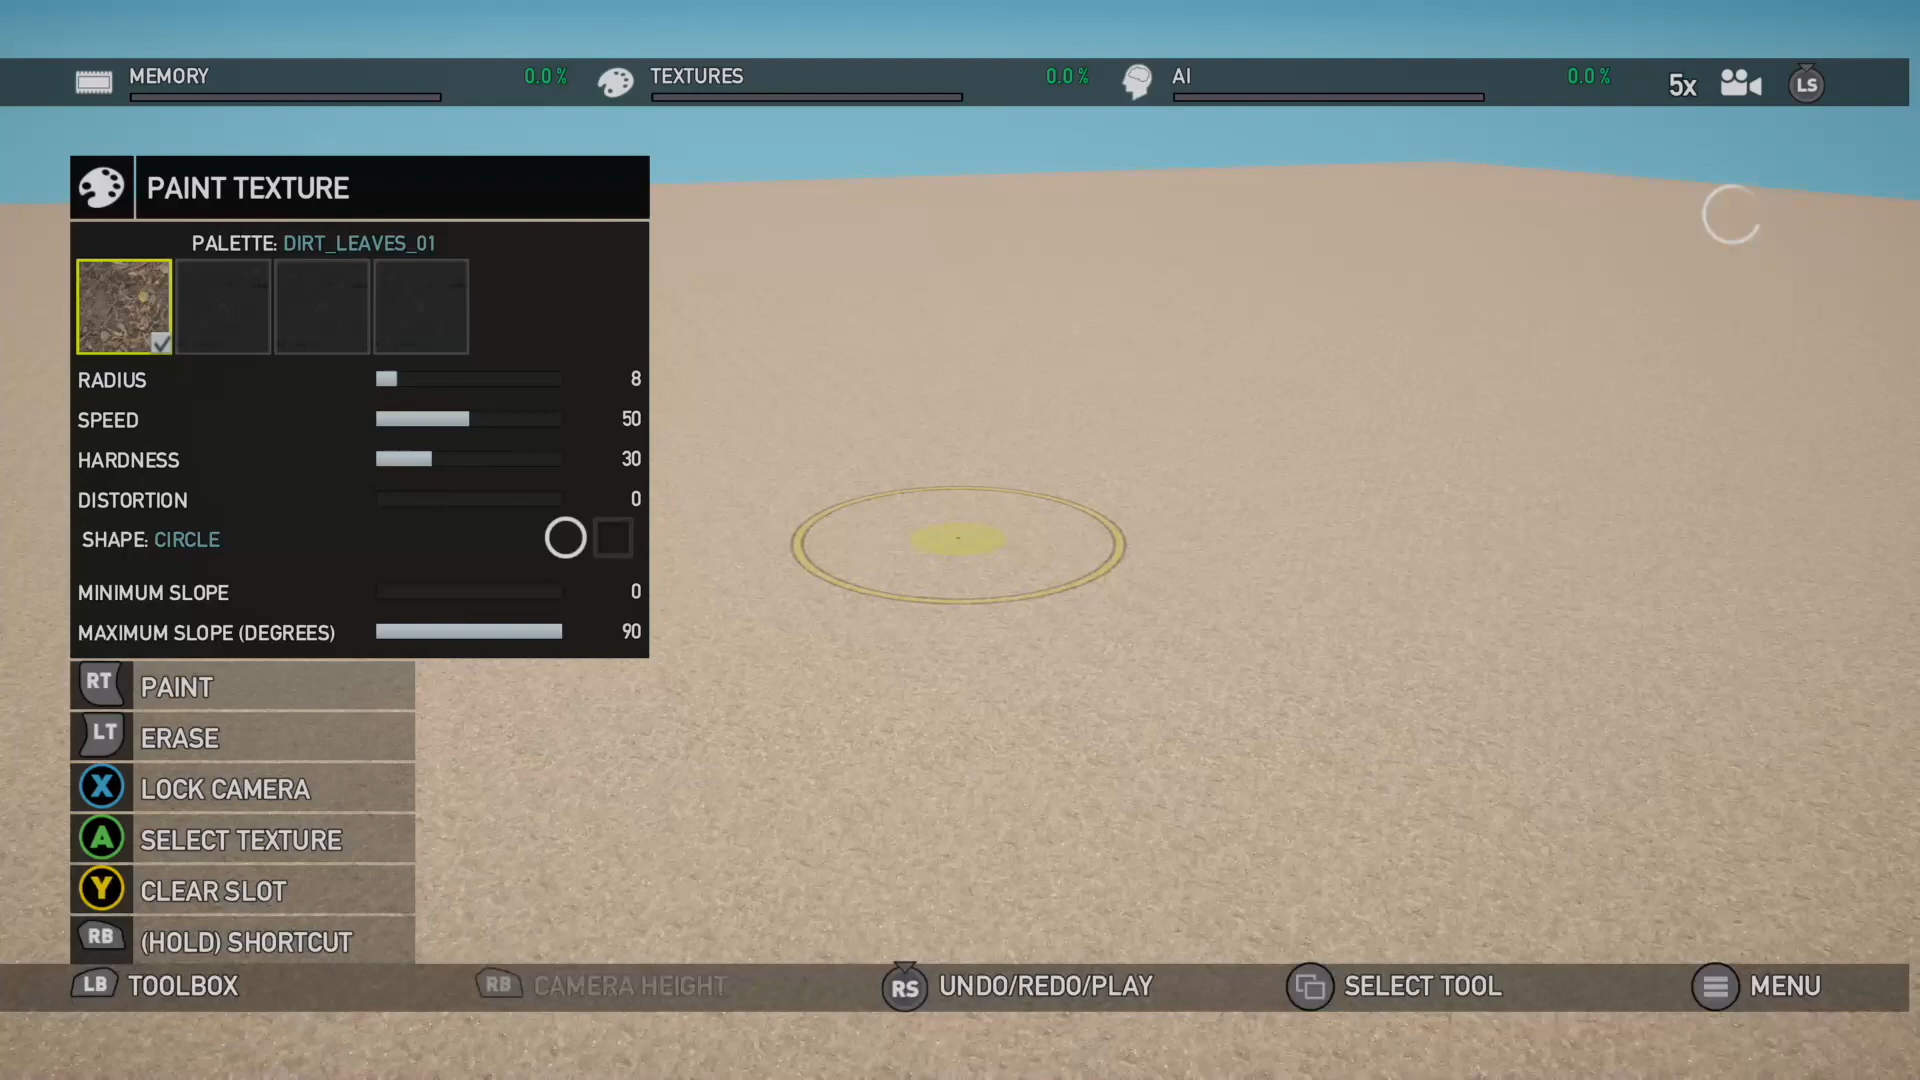 MEMORY 0.0 % TEXTURES 0.0 % AI 0.0 % 5x LS
PAINT TEXTURE
PALETTE: DIRT_LEAVES_01
RADIUS 8
SPEED 50
HARDNESS 30
DISTORTION 0
SHAPE: CIRCLE
MINIMUM SLOPE 0
MAXIMUM SLOPE (DEGREES) 90
RT PAINT
LT ERASE
X LOCK CAMERA
A SELECT TEXTURE
Y CLEAR SLOT
RB (HOLD) SHORTCUT
LB TOOLBOX RB CAMERA HEIGHT RS UNDO/REDO/PLAY SELECT TOOL MENU